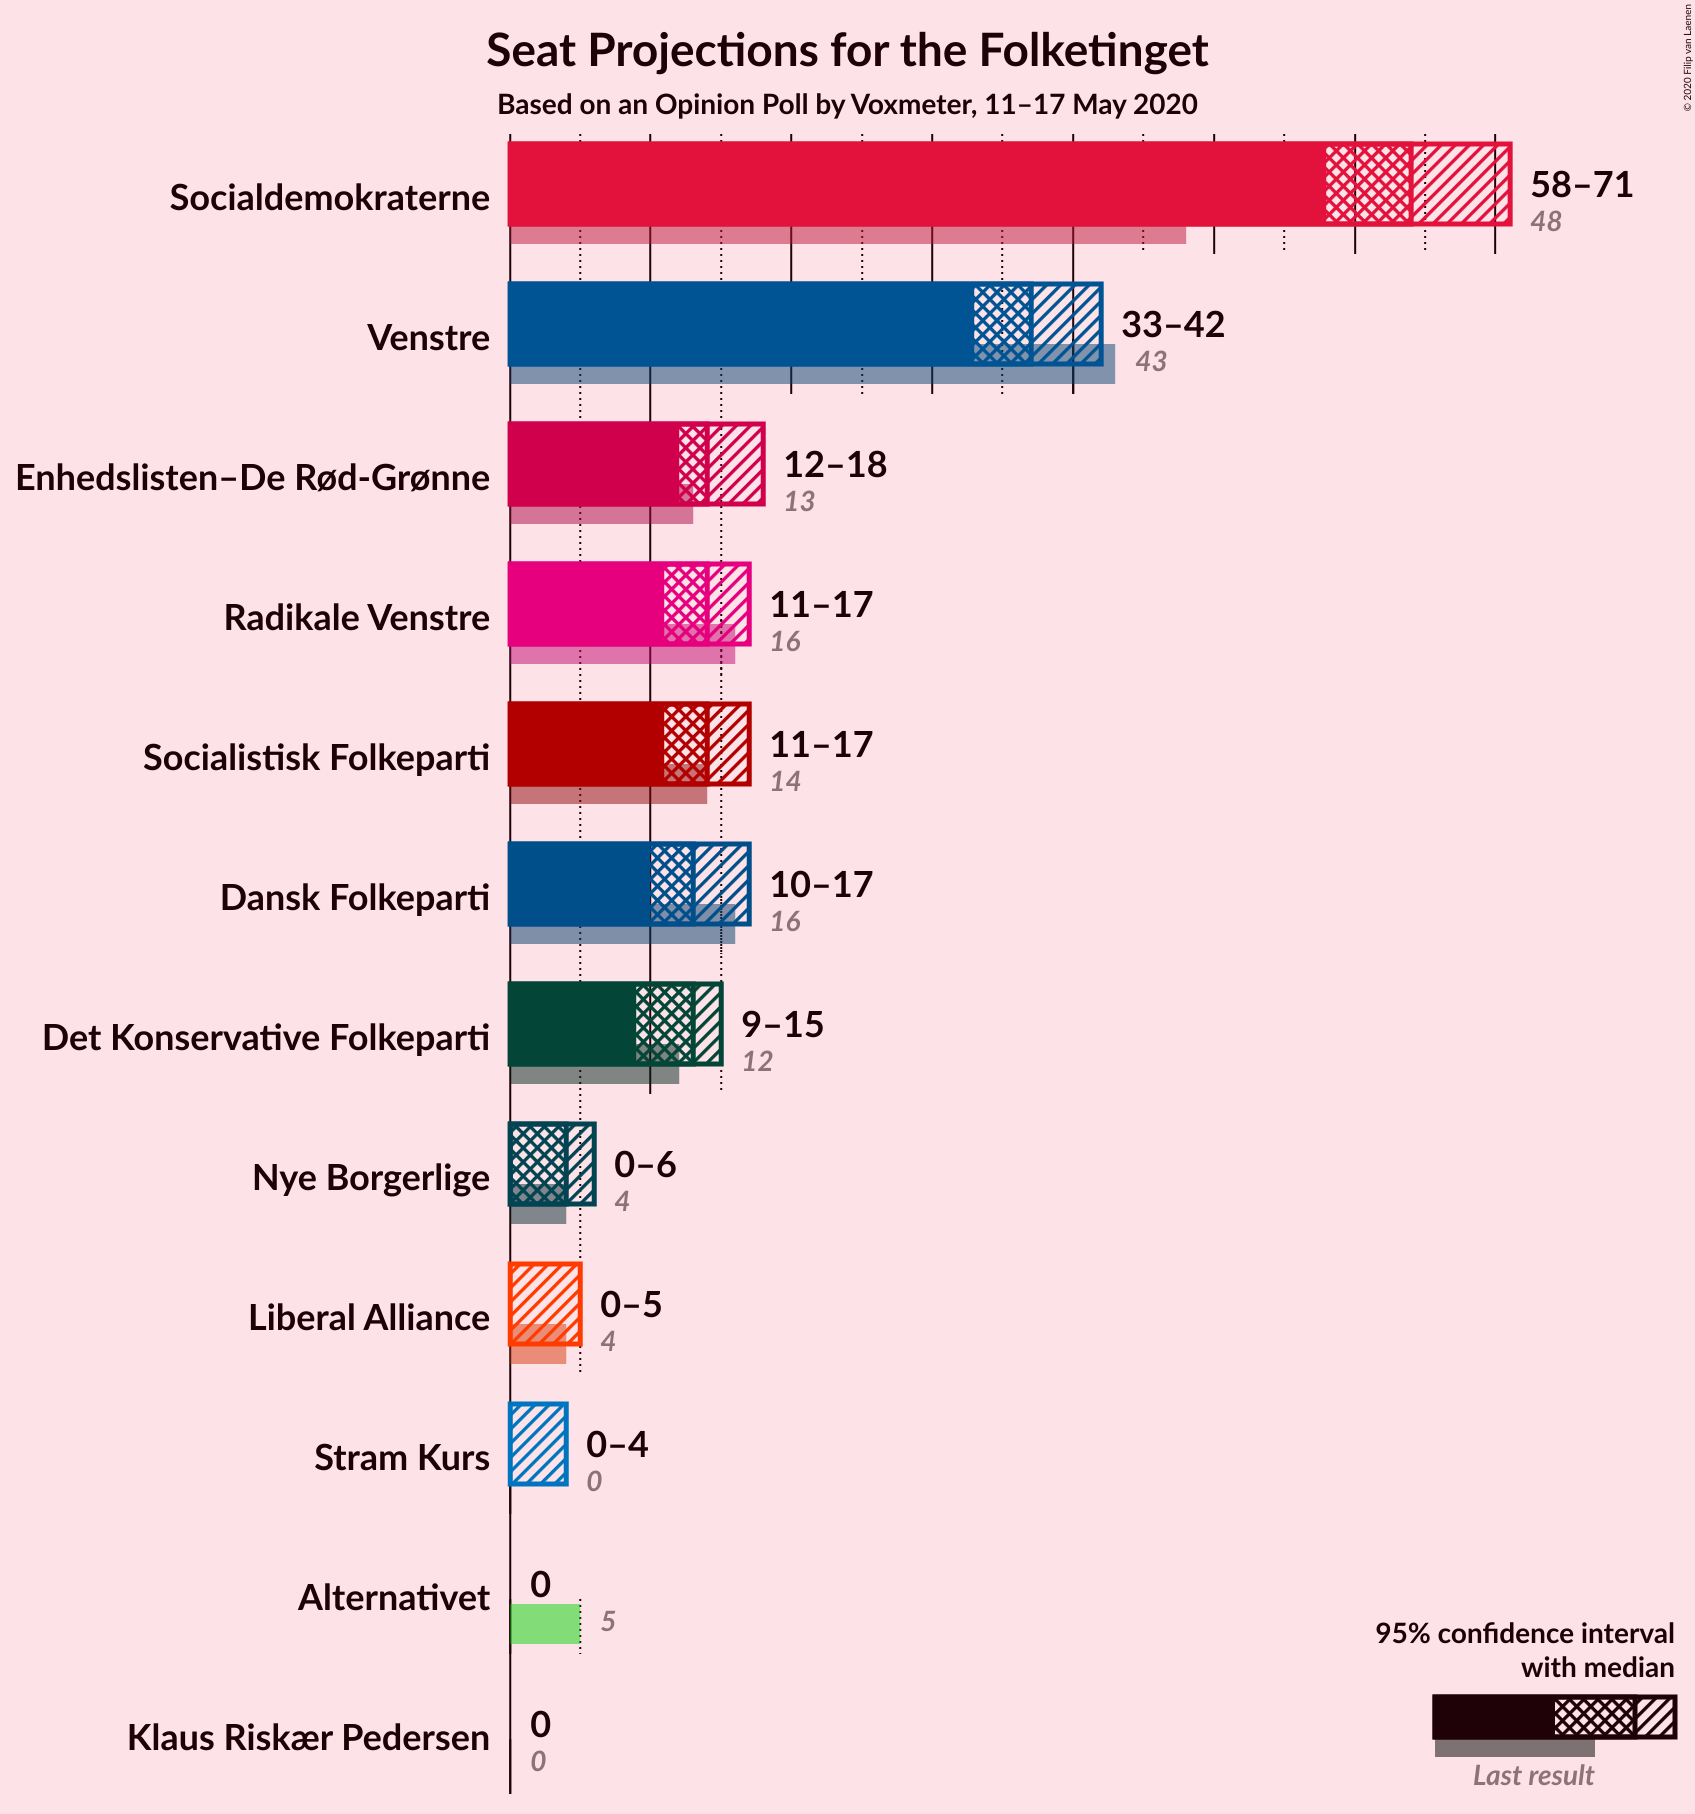 Seat Projections for the Folketinget
Based on an Opinion Poll by Voxmeter, 11–17 May 2020
© 2020 Filip van Laenen
Socialdemokraterne
58–71
48
Venstre
33–42
43
Enhedslisten–De Rød-Grønne
12–18
13
Radikale Venstre
11–17
16
Socialistisk Folkeparti
11–17
14
Dansk Folkeparti
10–17
16
Det Konservative Folkeparti
9–15
12
Nye Borgerlige
0–6
4
Liberal Alliance
0–5
4
Stram Kurs
0–4
0
Alternativet
0
5
Klaus Riskær Pedersen
0
0
95% confidence interval
with median
Last result